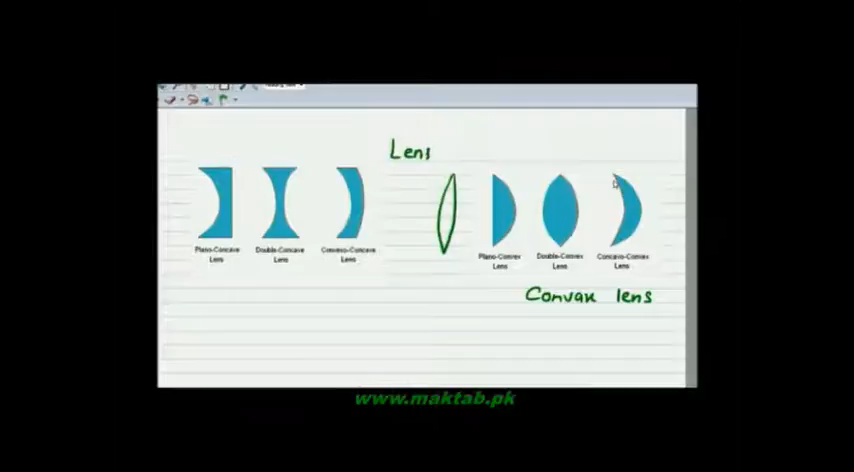 Lens
Plano-Concave
Lens
Double-Concave
Lens
Convexo-Concave
Lens
Plano-Convex
Lens
Double-Convex
Lens
Concavo-Convex
Lens
Convax lens
www.maktab.pk